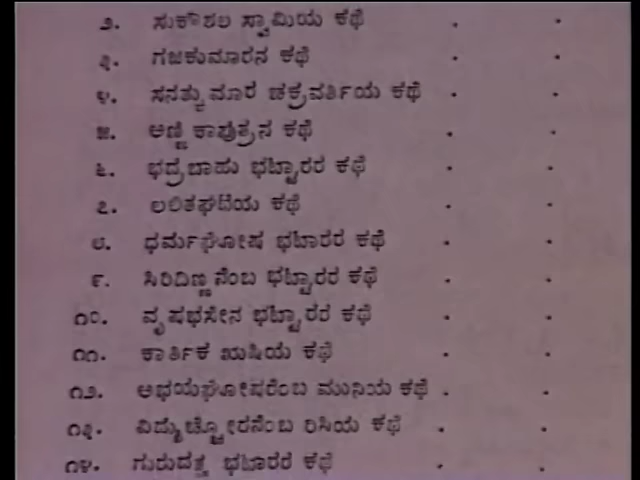 ೨. ಸುಕೌಶಲ ಸ್ವಾಮಿಯ ಕಥೆ . .
೩. ಗಜಕುಮಾರನ ಕಥೆ . .
೪. ಸನತ್ಕುಮಾರ ಚಕ್ರವರ್ತಿಯ ಕಥೆ . .
೫. ಅಣ್ಣಿಕಾಪುತ್ರನ ಕಥೆ . .
೬. ಭದ್ರಬಾಹು ಭಟ್ಟಾರರ ಕಥೆ . .
೭. ಲಲಿತಘಟೆಯ ಕಥೆ . .
೮. ಧರ್ಮಘೋಷ ಭಟಾರರ ಕಥೆ . .
೯. ಸಿರಿದಿಣ್ಣನೆಂಬ ಭಟ್ಟಾರರ ಕಥೆ . .
೧೦. ವೃಷಭಸೇನ ಭಟ್ಟಾರರ ಕಥೆ . .
೧೧. ಕಾರ್ತಿಕ ಋಷಿಯ ಕಥೆ . .
೧೨. ಅಭಯಘೋಷರೆಂಬ ಮುನಿಯ ಕಥೆ . .
೧೩. ವಿದ್ಯುಚ್ಚೋರನೆಂಬ ರಿಸಿಯ ಕಥೆ . .
೧೪. ಗುರುದತ್ತ ಭಟಾರರ ಕಥೆ . .